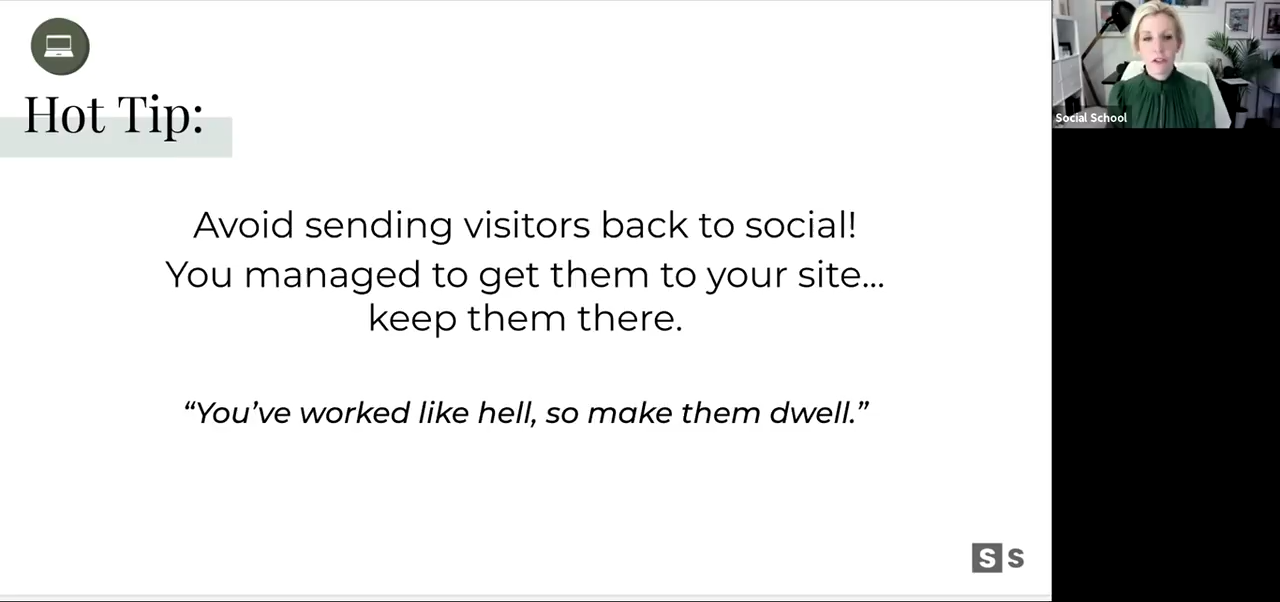 Hot Tip:
Avoid sending visitors back to social!
You managed to get them to your site...
keep them there.
“You’ve worked like hell, so make them dwell.”
S S
Social School